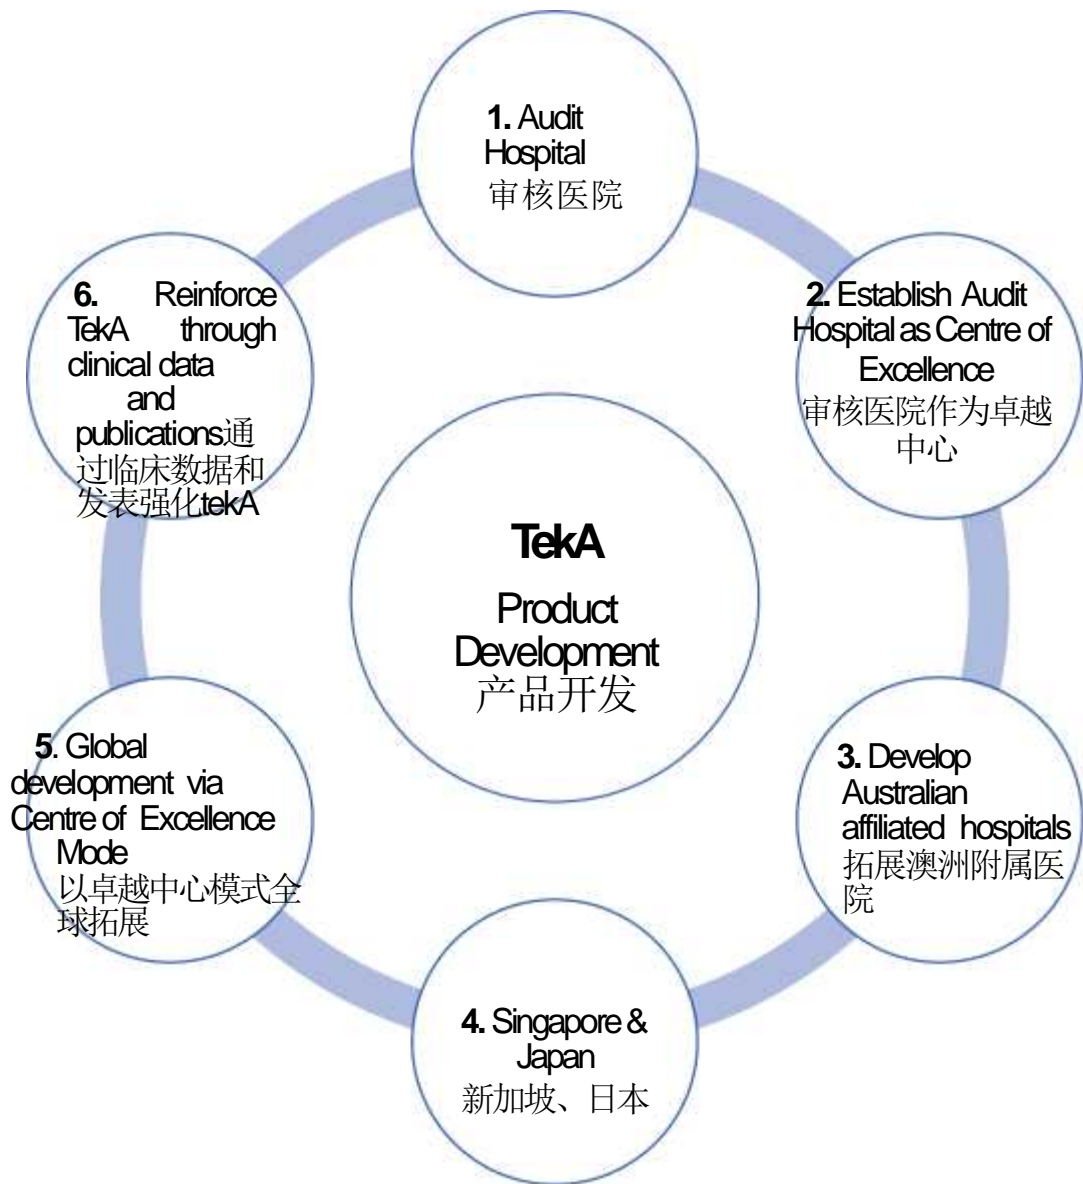 1. Audit
Hospital
审核医院
2. Establish Audit
Hospital as Centre of
Excellence
审核医院作为卓越
中心
3. Develop
Australian
affiliated hospitals
拓展澳洲附属医
院
4. Singapore &
Japan
新加坡、日本
5. Global
development via
Centre of Excellence
Mode
以卓越中心模式全
球拓展
6. Reinforce
TekA through
clinical data
and
publications通
过临床数据和
发表强化tekA
TekA
Product
Development
产品开发